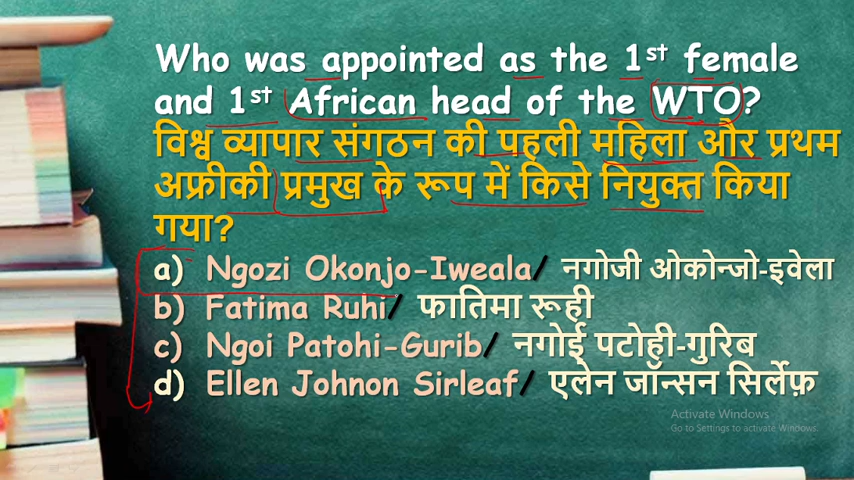 Who was appointed as the 1st female
and 1st African head of the WTO?
विश्व व्यापार संगठन की पहली महिला और प्रथम
अफ्रीकी प्रमुख के रूप में किसे नियुक्त किया
गया?
a) Ngozi Okonjo-Iweala/ नगोजी ओकोन्जो-इवेला
b) Fatima Ruhi/ फातिमा रूही
c) Ngoi Patohi-Gurib/ नगोई पटोही-गुरिब
d) Ellen Johnon Sirleaf/ एलेन जॉन्सन सिर्लेफ़
Activate Windows
Go to Settings to activate Windows.